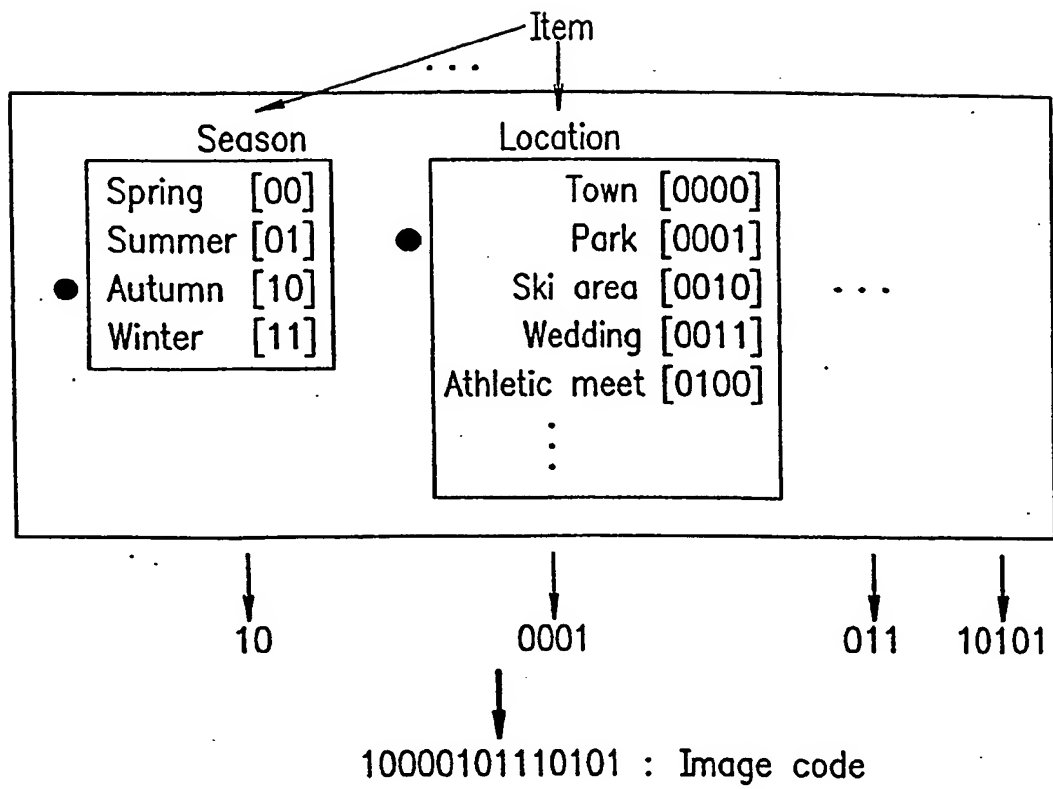 Item
...
Season Location
Spring [00]
Summer [01]
Autumn [10]
Winter [11]
Town [0000]
Park [0001]
Ski area [0010]
Wedding [0011]
Athletic meet [0100]
...
10 0001 011 10101
10000101110101 : Image code